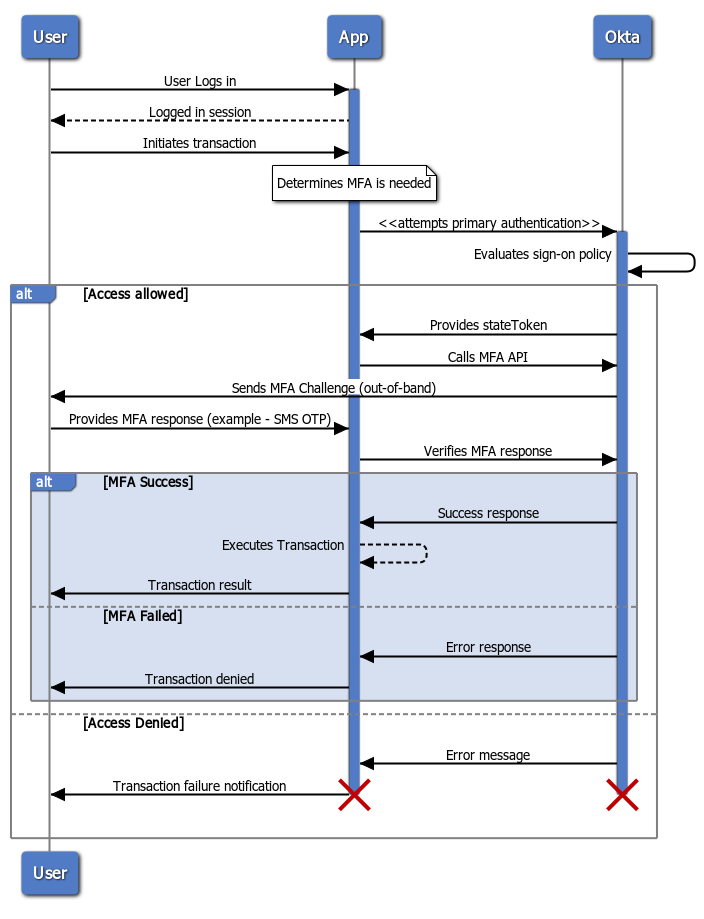 User
App
Okta
User Logs in
Logged in session
Initiates transaction
Determines MFA is needed
<<attempts primary authentication>>
Evaluates sign-on policy
alt
[Access allowed]
Provides stateToken
Calls MFA API
Sends MFA Challenge (out-of-band)
Provides MFA response (example - SMS OTP)
Verifies MFA response
alt
[MFA Success]
Success response
Executes Transaction
Transaction result
[MFA Failed]
Error response
Transaction denied
[Access Denied]
Error message
Transaction failure notification
User